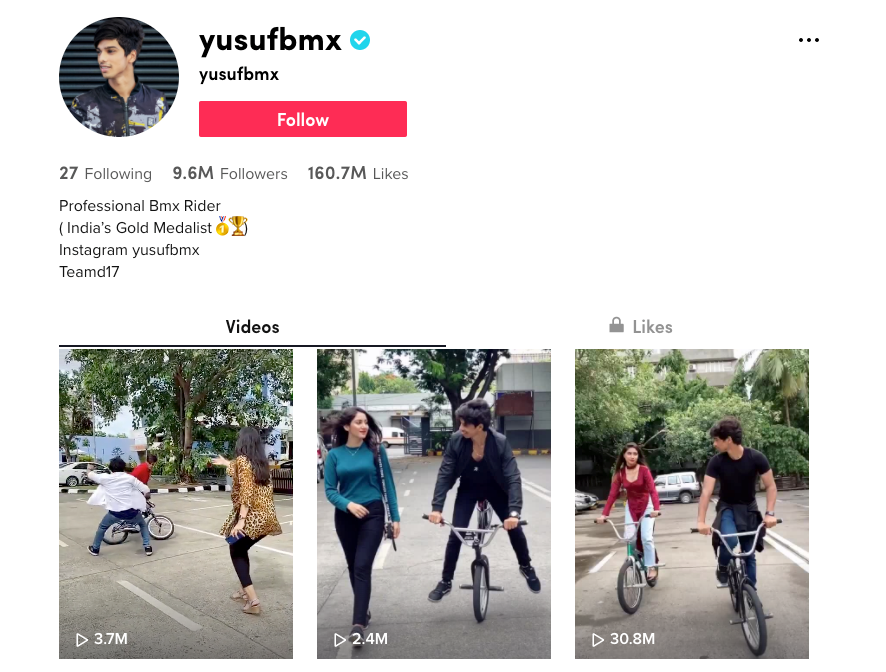 yusufbmx
yusufbmx
Follow
27 Following 9.6M Followers 160.7M Likes
Professional Bmx Rider
( India's Gold Medalist 🥇🏆)
Instagram yusufbmx
Teamd17
Videos Likes
3.7M 2.4M 30.8M